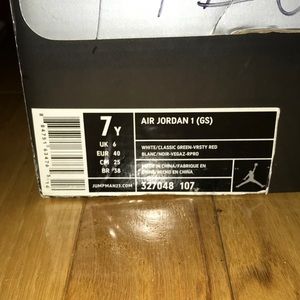 7Y
UK 6
EUR 40
CM 25
BR 38
JUMPMAN23.COM
AIR JORDAN 1 (GS)
WHITE/CLASSIC GREEN-VRSTY RED
BLANC/NOIR-VEGAZ-RPRO
MADE IN CHINA/FABRIQUE EN
CHINE/HECHO EN CHINA
327048 107